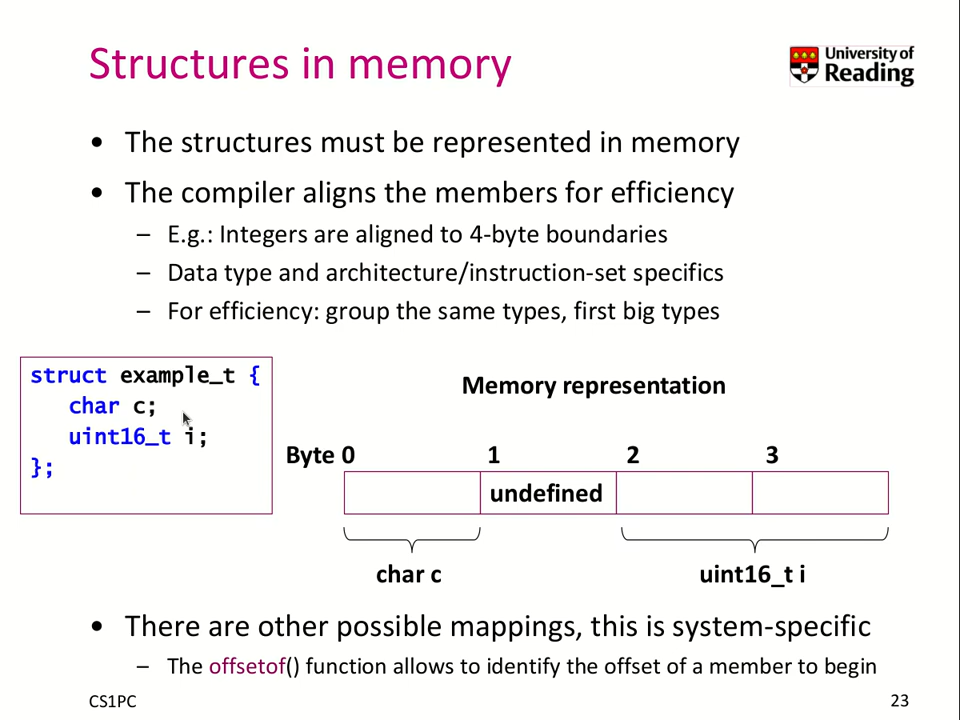 Structures in memory
University of
Reading
• The structures must be represented in memory
• The compiler aligns the members for efficiency
– E.g.: Integers are aligned to 4-byte boundaries
– Data type and architecture/instruction-set specifics
– For efficiency: group the same types, first big types
struct example_t {
char c;
uint16_t i;
};
Memory representation
Byte 0 1 2 3
undefined
char c uint16_t i
• There are other possible mappings, this is system-specific
– The offsetof() function allows to identify the offset of a member to begin
CS1PC 23